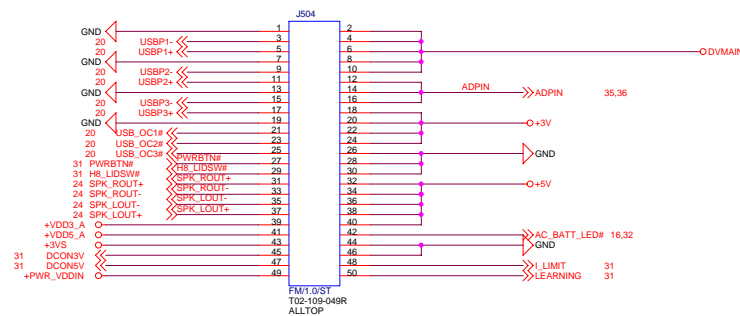 J504
GND 1 2
20 USBP1- 3 4
20 USBP1+ 5 6 DVMAIN
GND 7 8
20 USBP2- 9 10
20 USBP2+ 11 12
GND 13 14 ADPIN ADPIN 35,36
20 USBP3- 15 16
20 USBP3+ 17 18
GND 19 20 +3V
20 USB_OC1# 21 22
20 USB_OC2# 23 24
20 USB_OC3# 25 26 GND
31 PWRBTN# PWRBTN# 27 28
31 H8_LIDSW# H8_LIDSW# 29 30
24 SPK_ROUT+ SPK_ROUT+ 31 32 +5V
24 SPK_ROUT- SPK_ROUT- 33 34
24 SPK_LOUT- SPK_LOUT- 35 36
24 SPK_LOUT+ SPK_LOUT+ 37 38
+VDD3_A 39 40
+VDD5_A 41 42 AC_BATT_LED# 16,32
+3VS 43 44 GND
31 DCON3V 45 46
31 DCON5V 47 48 I_LIMIT 31
+PWR_VDDIN 49 50 LEARNING 31
FM/1.0/ST
T02-109-049R
ALLTOP